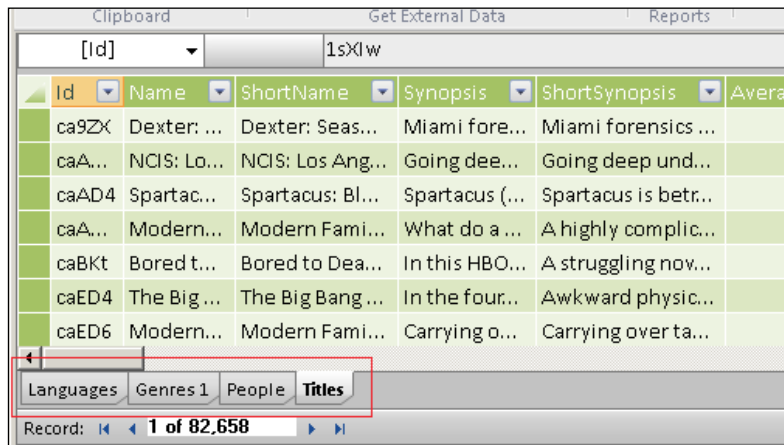 Clipboard Get External Data Reports
[Id] 1sXIw
Id Name ShortName Synopsis ShortSynopsis Avera
ca9ZX Dexter: ... Dexter: Seas... Miami fore... Miami forensics ...
caA... NCIS: Lo... NCIS: Los Ang... Going dee... Going deep und...
caAD4 Spartac... Spartacus: Bl... Spartacus (... Spartacus is betr...
caA... Modern... Modern Fami... What do a ... A highly complic...
caBKt Bored t... Bored to Dea... In this HBO... A struggling nov...
caED4 The Big ... The Big Bang ... In the four... Awkward physic...
caED6 Modern... Modern Fami... Carrying o... Carrying over ta...
Languages Genres 1 People Titles
Record: 1 of 82,658